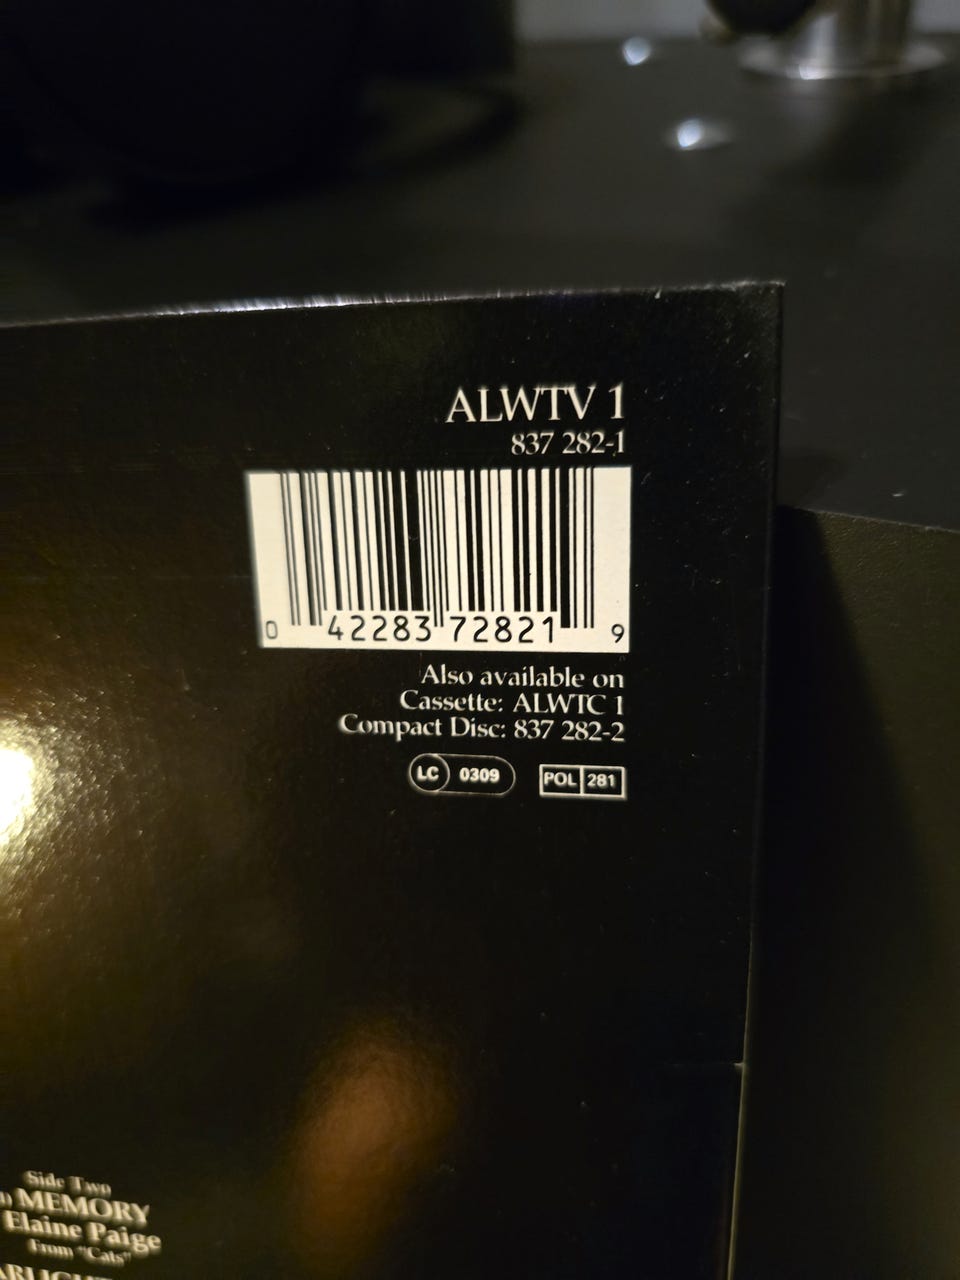 ALWTV 1
837 282-1
0 42283 72821 9
Also available on
Cassette: ALWTC 1
Compact Disc: 837 282-2
LC 0309 POL 281
Side Two
MEMORY
Elaine Paige
From "Cats"